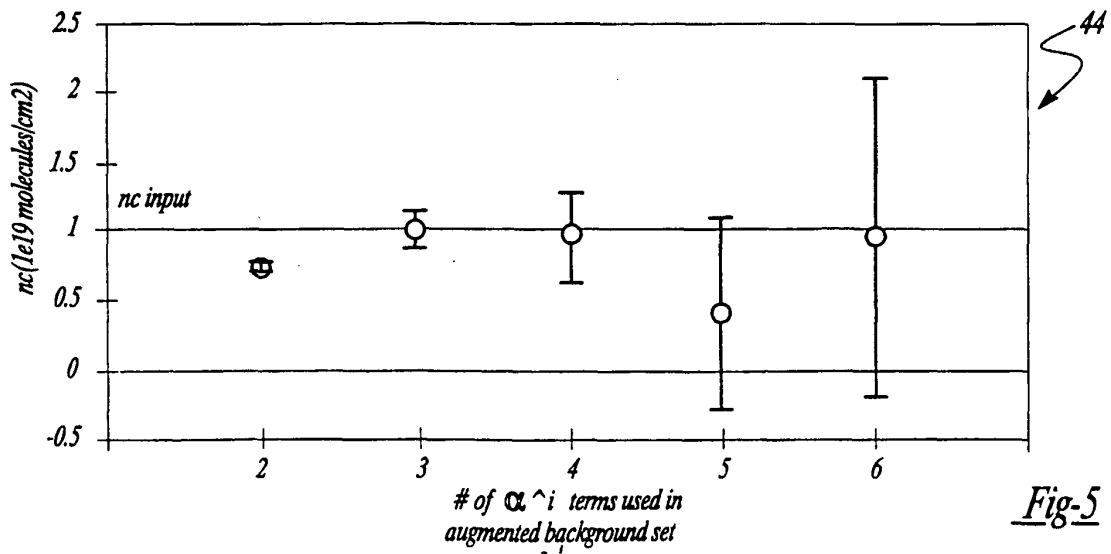 2.5
44
2
1.5
nc input
1
0.5
0
-0.5
nc(1e19 molecules/cm2)
2 3 4 5 6
# of α ^i terms used in
augmented background set
Fig-5